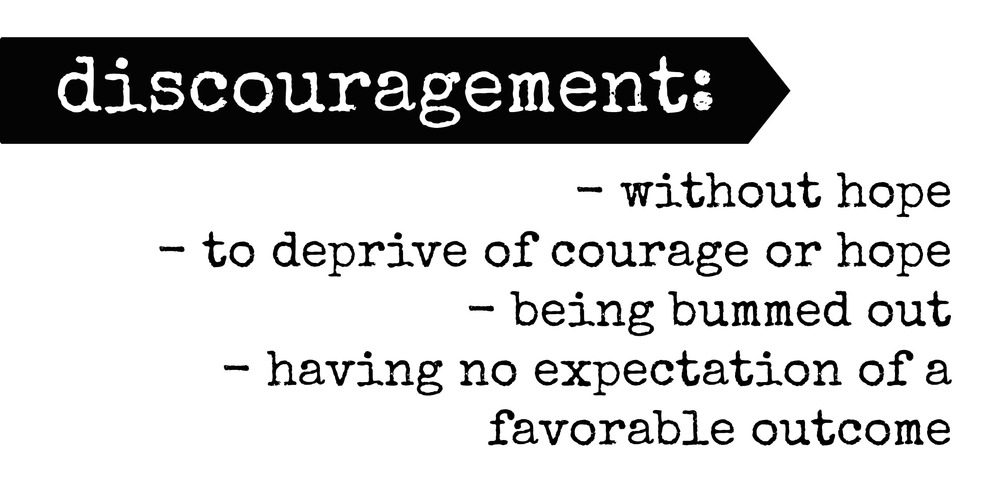 discouragement:
- without hope
- to deprive of courage or hope
- being bummed out
- having no expectation of a
favorable outcome